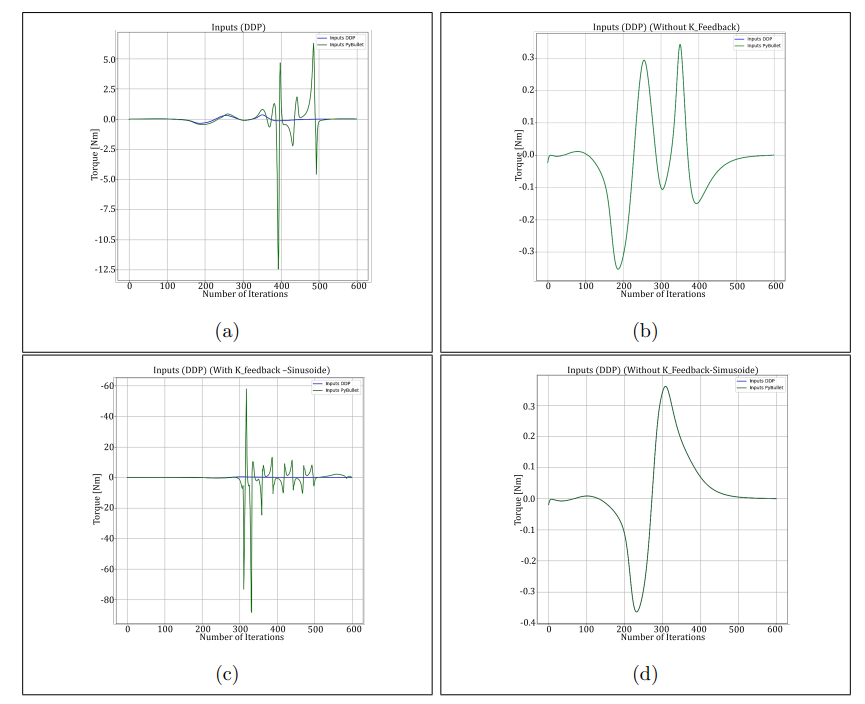 Inputs (DDP)
Inputs DDP
Inputs PyBullet
5.0
2.5
0.0
-2.5
-5.0
-7.5
-10.5
-12.5
Torque [Nm]
0 100 200 300 400 500 600
Number of Iterations
(a)
Inputs (DDP) (Without K_Feedback)
Inputs DDP
Inputs PyBullet
0.3
0.2
0.1
0.0
-0.1
-0.2
-0.3
Torque [Nm]
0 100 200 300 400 500 600
Number of Iterations
(b)
Inputs (DDP) (With K_feedback –Sinusoide)
Inputs DDP
Inputs PyBullet
-60
40
20
0
-20
-40
-60
-80
Torque [Nm]
0 100 200 300 400 500 600
Number of Iterations
(c)
Inputs (DDP) (Without K_Feedback-Simusoide)
Inputs DDP
Inputs PyBullet
0.3
0.2
0.1
0.0
-0.1
-0.2
-0.3
-0.4
Torque [Nm]
0 100 200 300 400 500 600
Number of Iterations
(d)